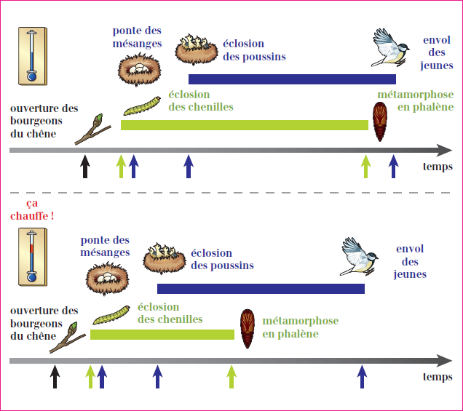 ponte des
mésanges
éclosion
des poussins
envol
des
jeunes
ouverture des
bourgeons
du chêne
éclosion
des chenilles
métamorphose
en phalène
temps
ça
chauffe !
ponte des
mésanges
éclosion
des poussins
envol
des
jeunes
ouverture des
bourgeons
du chêne
éclosion
des chenilles
métamorphose
en phalène
temps